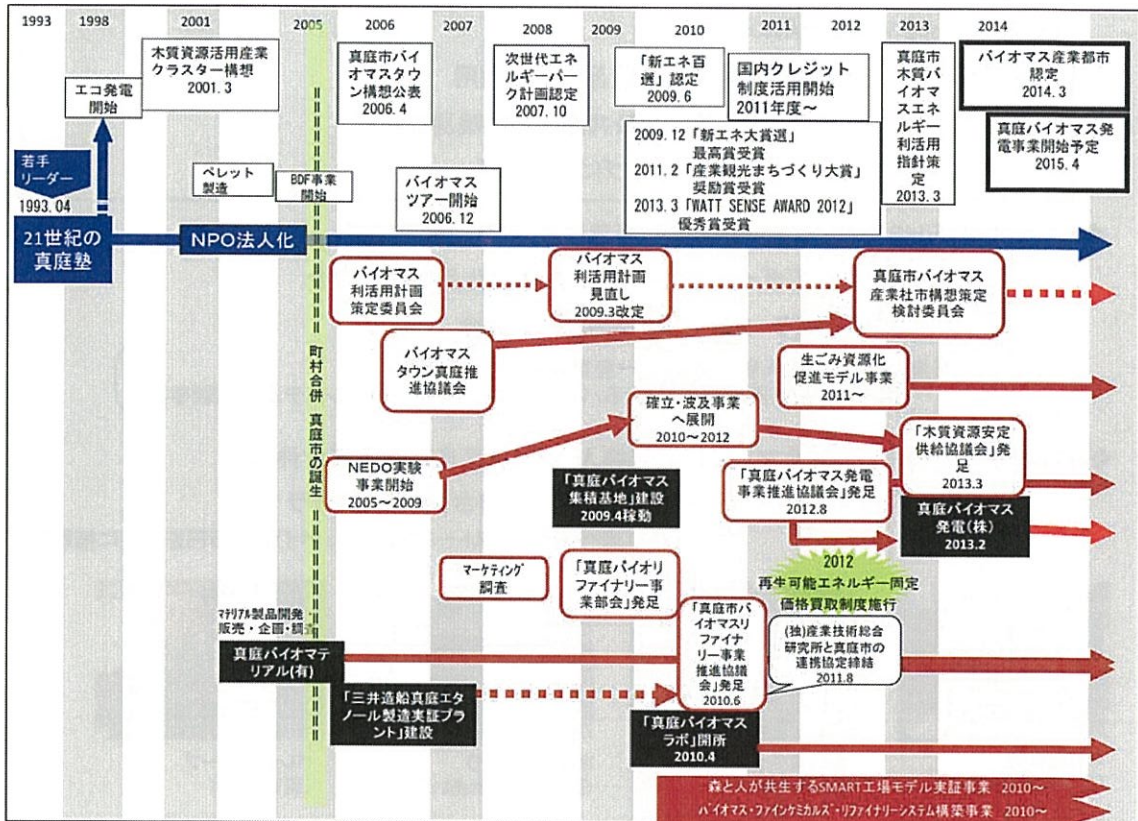 1993
1998
2001
2005
2006
2007
2008
2009
2010
2011
2012
2013
2014
木質資源活用産業
クラスター構想
2001.3
真庭市バイ
オマスタウ
ン構想公表
2006.4
次世代エネ
ルギーパー
ク計画認定
2007.10
「新エネ百
選」認定
2009.6
国内クレジット
制度活用開始
2011年度~
真庭市
木質バ
イオマ
スエネ
ルギー
利活用
指針策
定
2013.3
バイオマス産業都市
認定
2014.3
真庭バイオマス発
電事業開始予定
2015.4
エコ発電
開始
2009.12「新エネ大賞選」
最高賞受賞
2011.2「産業観光まちづくり大賞」
奨励賞受賞
2013.3「WATT SENSE AWARD 2012」
優秀賞受賞
若手
リーダー
1993.04
ペレット
製造
BDF事業
開始
バイオマス
ツアー開始
2006.12
21世紀の
真庭塾
NPO法人化
バイオマス
利活用計画
策定委員会
バイオマス
利活用計画
見直し
2009.3改定
真庭市バイオマス
産業社市構想策定
検討委員会
バイオマス
タウン真庭推
進協議会
生ごみ資源化
促進モデル事業
2011~
町村合併 真庭市の誕生
確立・波及事業
へ展開
2010~2012
「木質資源安定
供給協議会」発
足
2013.3
NEDO実験
事業開始
2005~2009
「真庭バイオマス
集積基地」建設
2009.4稼動
「真庭バイオマス発電
事業推進協議会」発足
2012.8
真庭バイオマス
発電(株)
2013.2
マーケティング
調査
「真庭バイオリ
ファイナリー事
業部会」発足
2012
再生可能エネルギー固定
価格買取制度施行
マテリアル製品開発・
販売・企画・調査
真庭バイオマテ
リアル(有)
「真庭市バイ
オマスリ
ファイナ
リー事業
推進協議
会」発足
2010.6
(独)産業技術総合
研究所と真庭市の
連携協定締結
2011.8
「三井造船真庭エタ
ノール製造実証プラ
ント」建設
「真庭バイオマス
ラボ」開所
2010.4
森と人が共生するSMART工場モデル実証事業 2010~
バイオマス・ファインケミカルズ・リファイナリーシステム構築事業 2010~